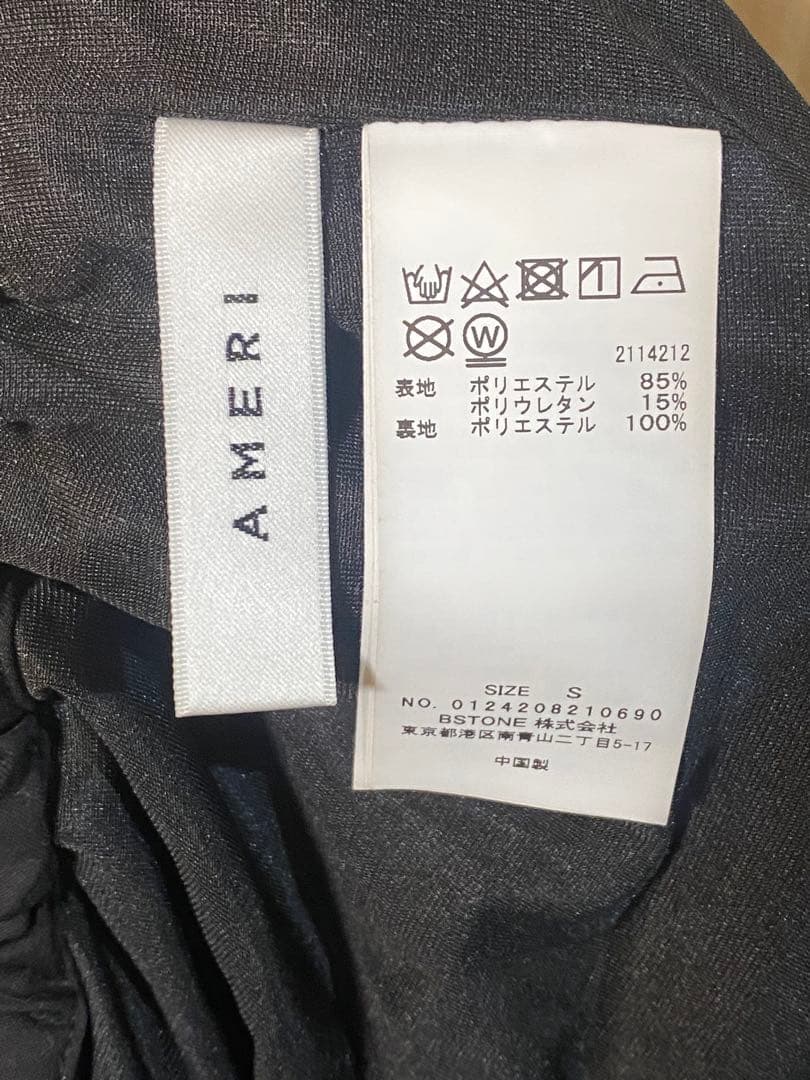 AMERI
W
2114212
表地 ポリエステル 85%
ポリウレタン 15%
裏地 ポリエステル 100%
SIZE S
NO. 0124208210690
BSTONE 株式会社
東京都港区南青山二丁目5-17
中国製